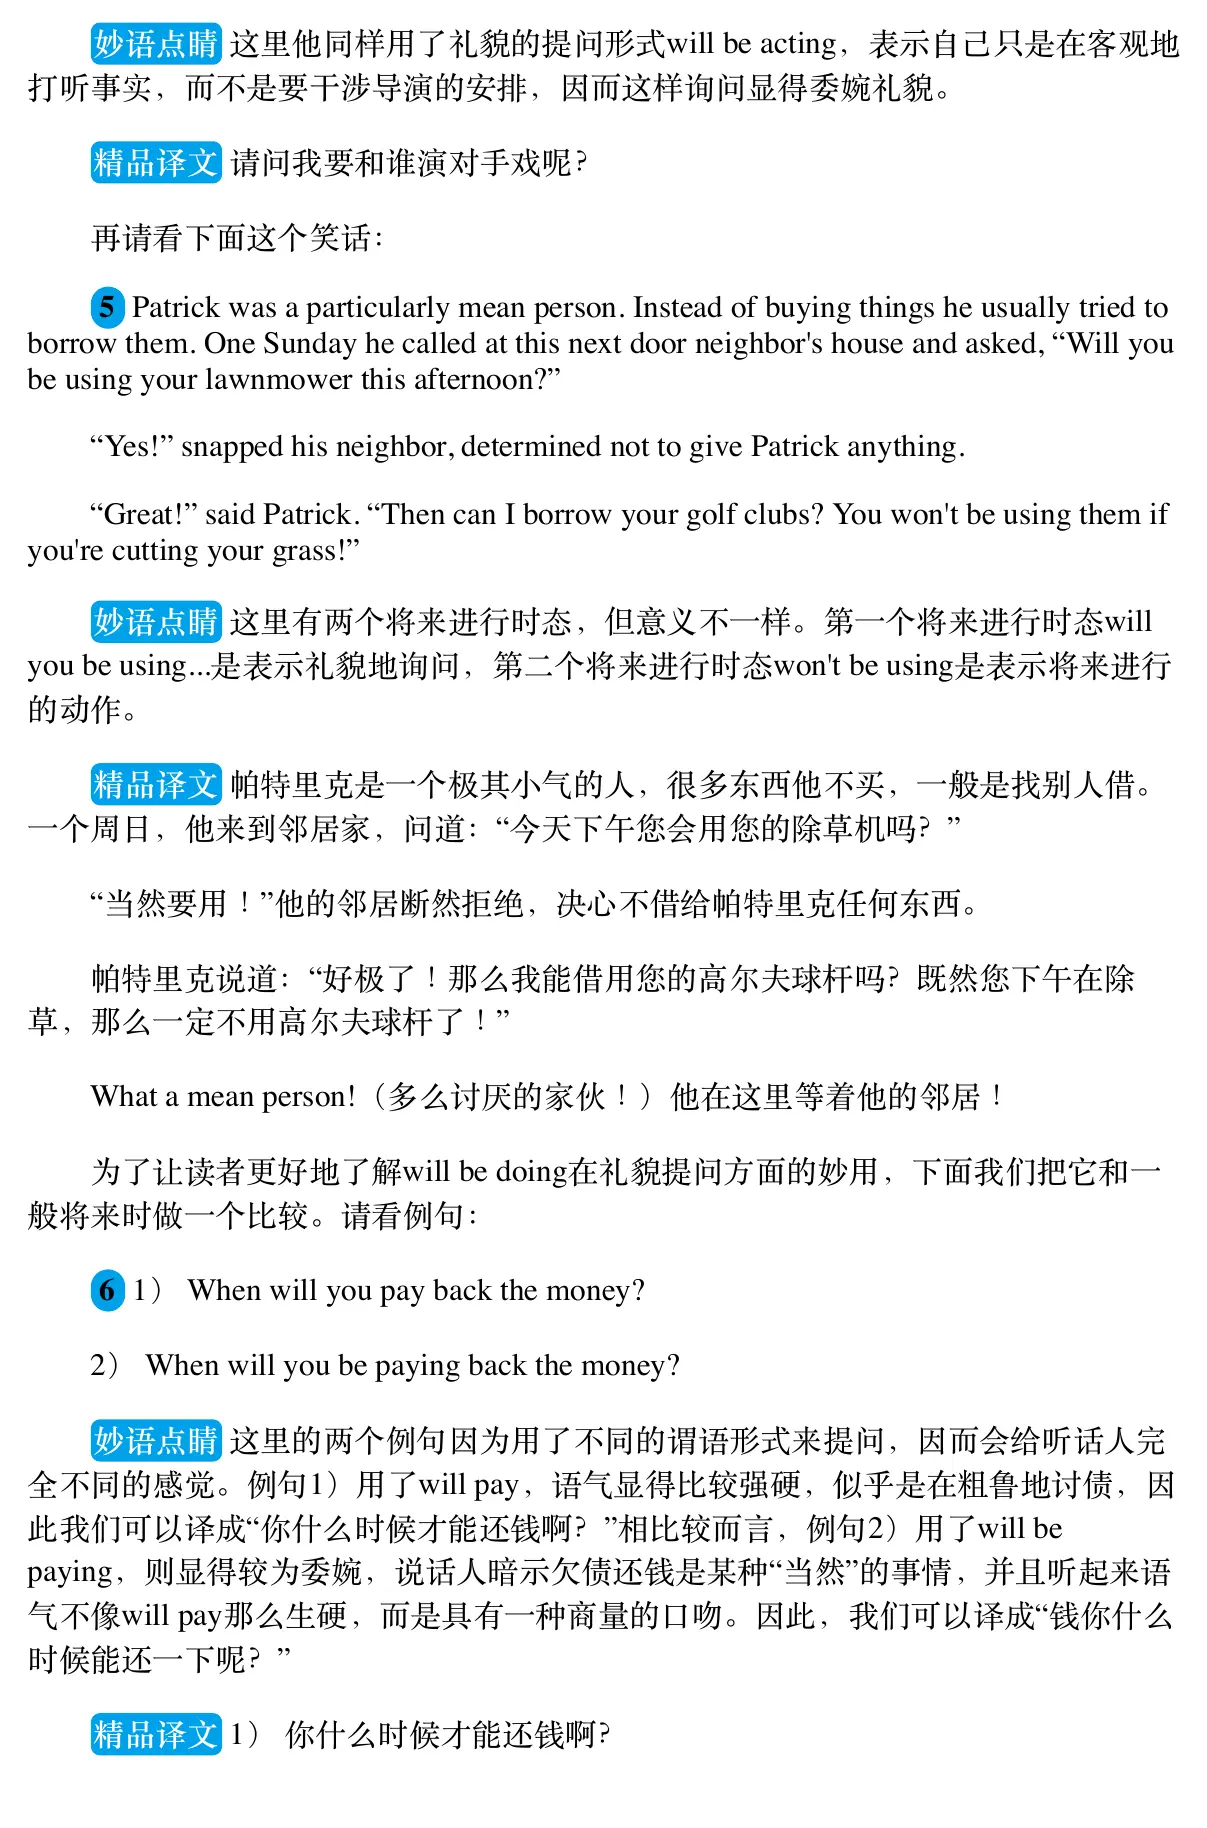 妙语点睛 这里他同样用了礼貌的提问形式will be acting，表示自己只是在客观地
打听事实，而不是要干涉导演的安排，因而这样询问显得委婉礼貌。
精品译文 请问我要和谁演对手戏呢？
再请看下面这个笑话：
5 Patrick was a particularly mean person. Instead of buying things he usually tried to
borrow them. One Sunday he called at this next door neighbor's house and asked, “Will you
be using your lawnmower this afternoon?”
“Yes!” snapped his neighbor, determined not to give Patrick anything.
“Great!” said Patrick. “Then can I borrow your golf clubs? You won't be using them if
you're cutting your grass!”
妙语点睛 这里有两个将来进行时态，但意义不一样。第一个将来进行时态will
you be using...是表示礼貌地询问，第二个将来进行时态won't be using是表示将来进行
的动作。
精品译文 帕特里克是一个极其小气的人，很多东西他不买，一般是找别人借。
一个周日，他来到邻居家，问道：“今天下午您会用您的除草机吗？”
“当然要用！”他的邻居断然拒绝，决心不借给帕特里克任何东西。
帕特里克说道：“好极了！那么我能借用您的高尔夫球杆吗？既然您下午在除
草，那么一定不用高尔夫球杆了！”
What a mean person!（多么讨厌的家伙！）他在这里等着他的邻居！
为了让读者更好地了解will be doing在礼貌提问方面的妙用，下面我们把它和一
般将来时做一个比较。请看例句：
6 1） When will you pay back the money?
2） When will you be paying back the money?
妙语点睛 这里的两个例句因为用了不同的谓语形式来提问，因而会给听话人完
全不同的感觉。例句1）用了will pay，语气显得比较强硬，似乎是在粗鲁地讨债，因
此我们可以译成“你什么时候才能还钱啊？”相比较而言，例句2）用了will be
paying，则显得较为委婉，说话人暗示欠债还钱是某种“当然”的事情，并且听起来语
气不像will pay那么生硬，而是具有一种商量的口吻。因此，我们可以译成“钱你什么
时候能还一下呢？”
精品译文 1） 你什么时候才能还钱啊？